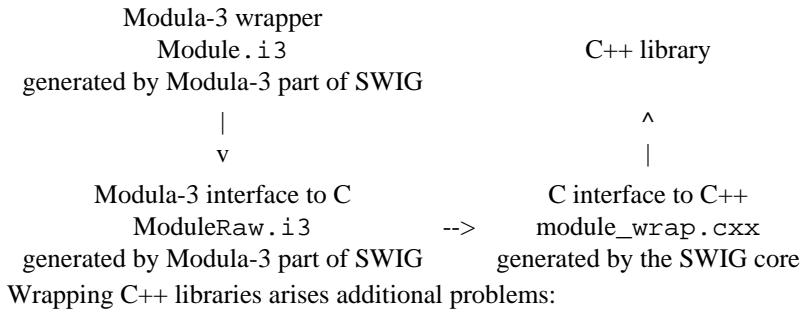 Modula-3 wrapper
Module.i3 C++ library
generated by Modula-3 part of SWIG
| ^
v |
Modula-3 interface to C C interface to C++
ModuleRaw.i3 --> module_wrap.cxx
generated by Modula-3 part of SWIG generated by the SWIG core
Wrapping C++ libraries arises additional problems: